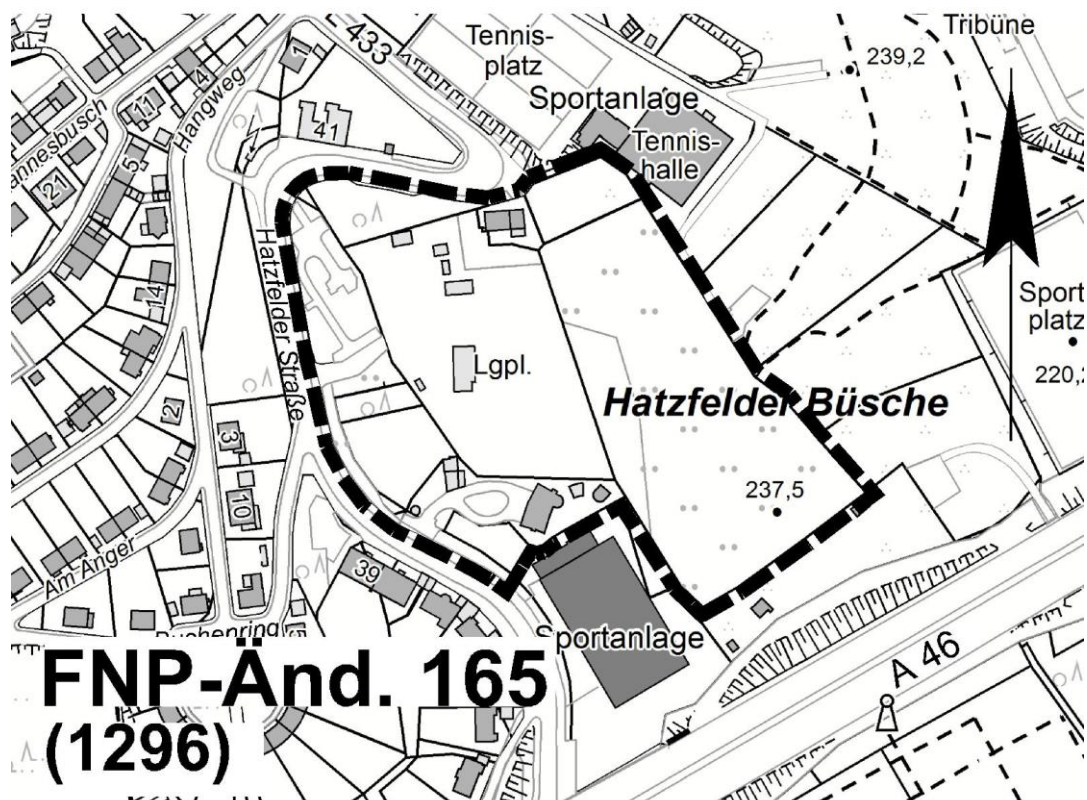 Tribüne
Tennis-
platz
433
239,2
Sportanlage
Tennis-
halle
1
4
11
Hangweg
41
5
21
14
Hatzfelder Straße
Sport
platz
220,2
Lgpl.
Hatzfelder Büsche
2
3
10
237,5
Am Anger
39
Sportanlage
A 46
FNP-Änd. 165
(1296)